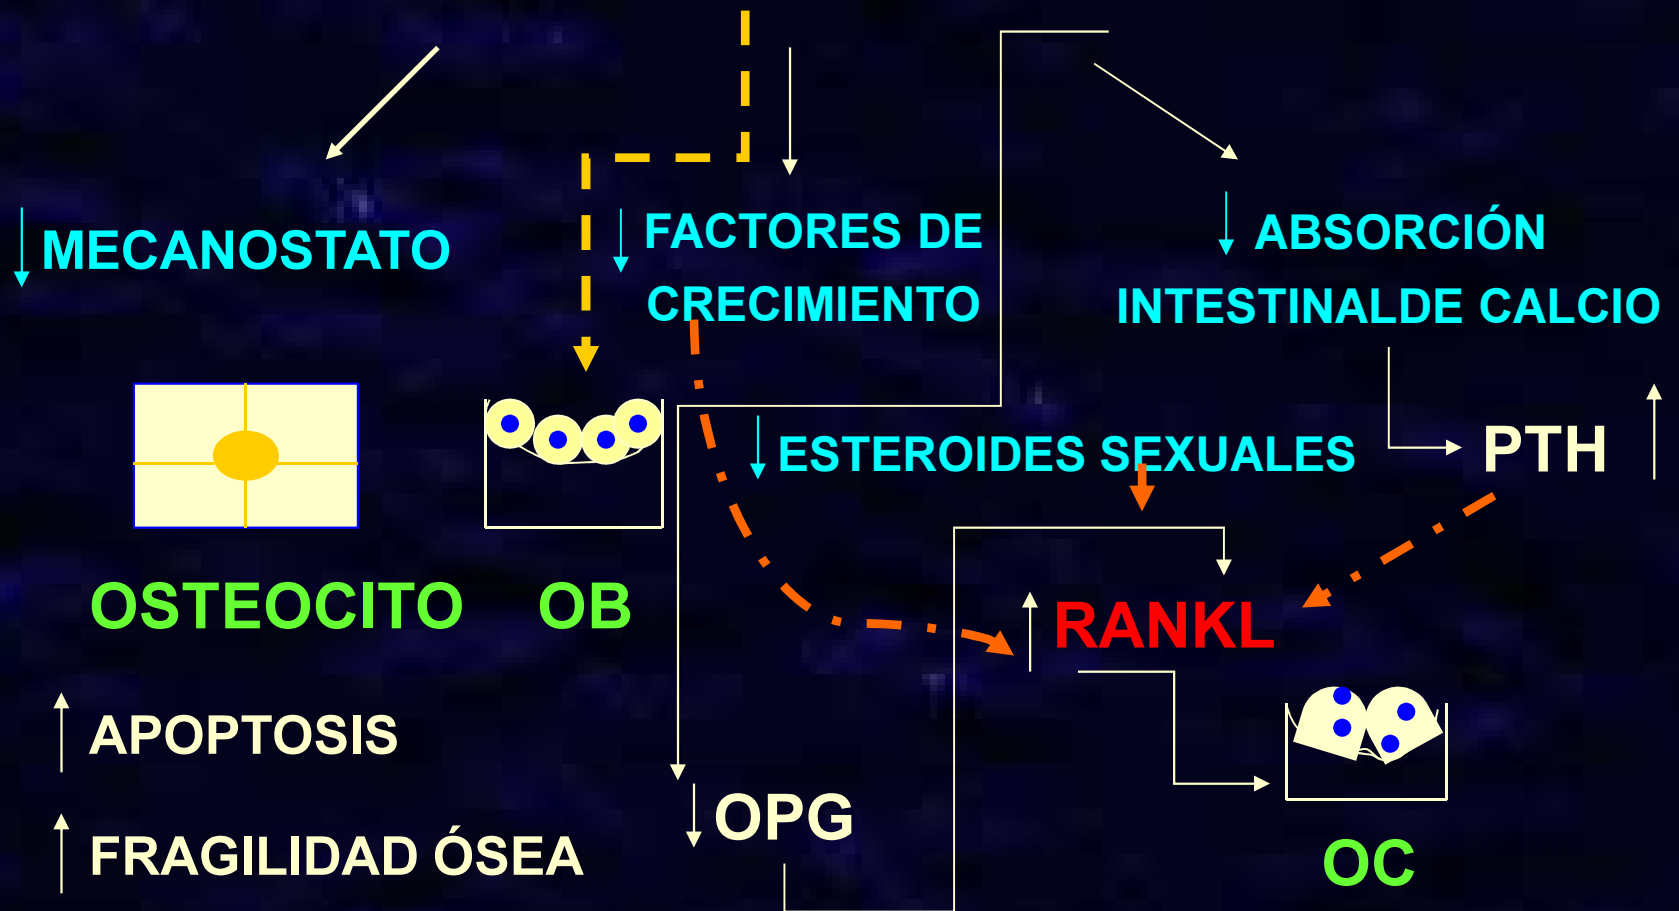 MECANOSTATO
FACTORES DE
CRECIMIENTO
ABSORCIÓN
INTESTINALDE CALCIO
ESTEROIDES SEXUALES
PTH
OSTEOCITO
OB
RANKL
APOPTOSIS
FRAGILIDAD ÓSEA
OPG
OC